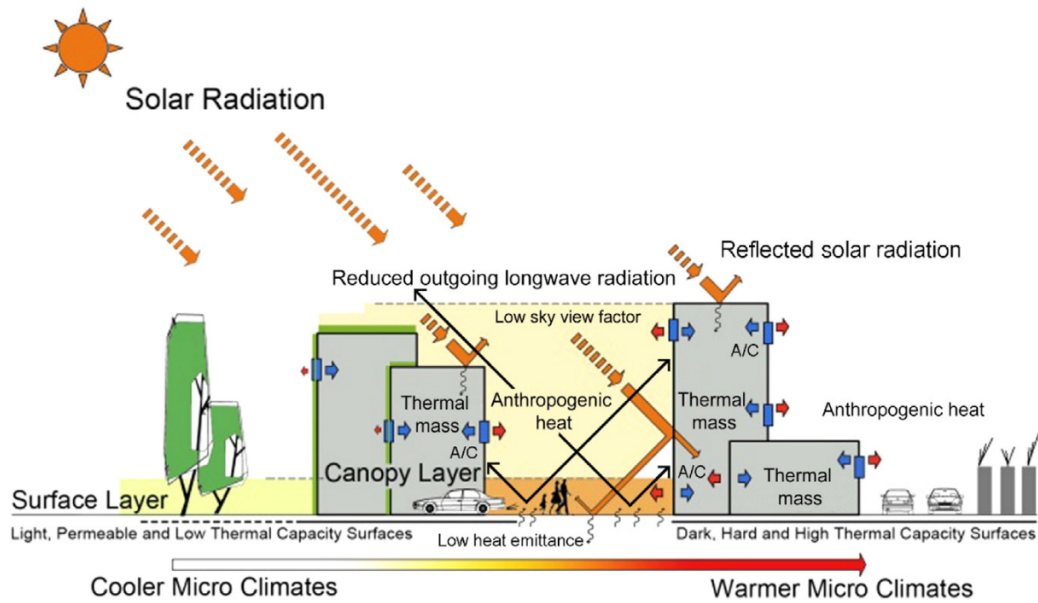 Solar Radiation
Reflected solar radiation
Reduced outgoing longwave radiation
Low sky view factor
A/C
Thermal
mass
Anthropogenic
heat
Thermal
mass
Anthropogenic heat
A/C
A/C
Canopy Layer
Thermal
mass
Surface Layer
Light, Permeable and Low Thermal Capacity Surfaces
Low heat emittance
Dark, Hard and High Thermal Capacity Surfaces
Cooler Micro Climates
Warmer Micro Climates